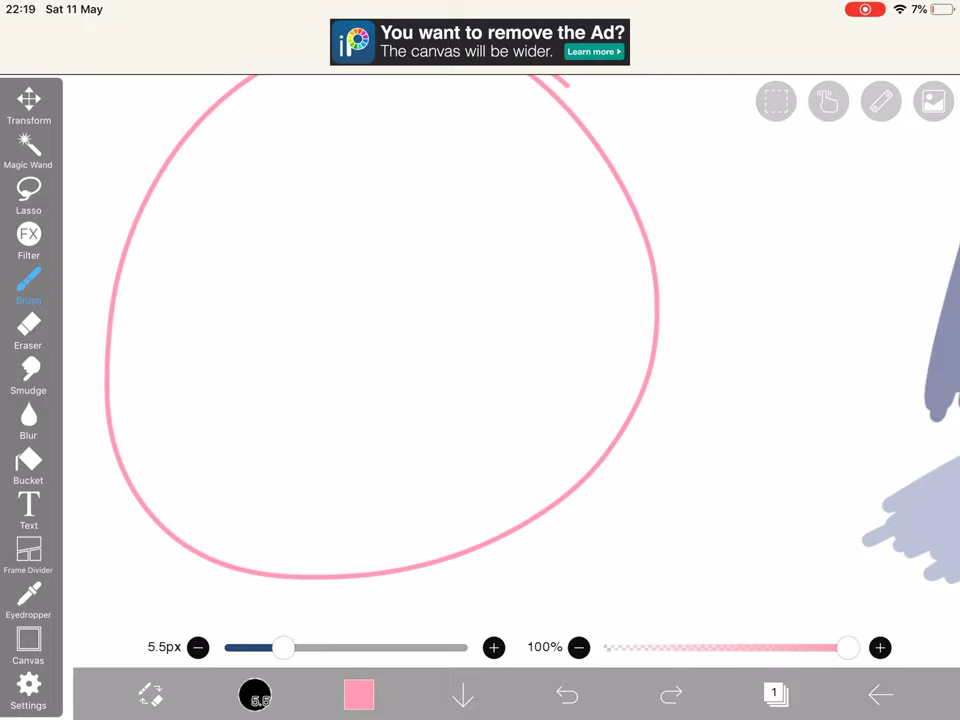 22:19 Sat 11 May
7%
iP
You want to remove the Ad?
The canvas will be wider.
Learn more
Transform
Magic Wand
Lasso
FX
Filter
Brush
Eraser
Smudge
Blur
Bucket
T
Text
Frame Divider
Eyedropper
Canvas
Settings
5.5px
100%
5.5
1